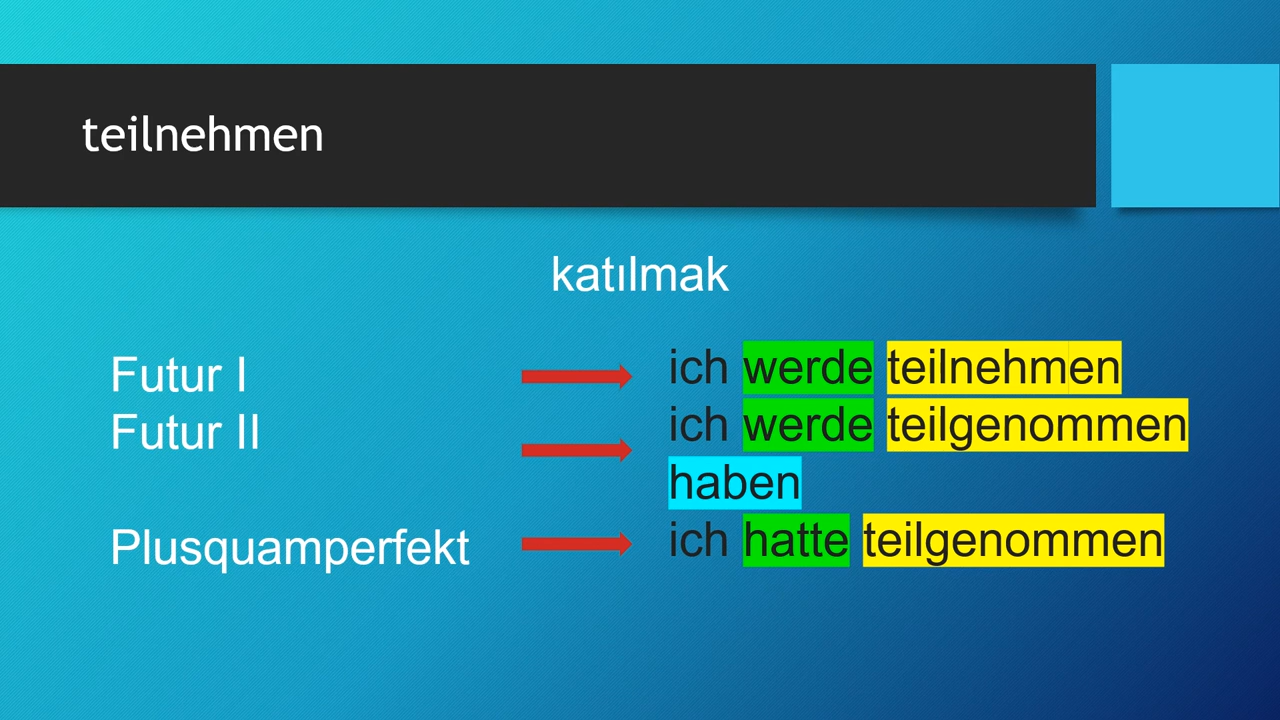 teilnehmen
katılmak
Futur I
ich werde teilnehmen
Futur II
ich werde teilgenommen
haben
Plusquamperfekt
ich hatte teilgenommen